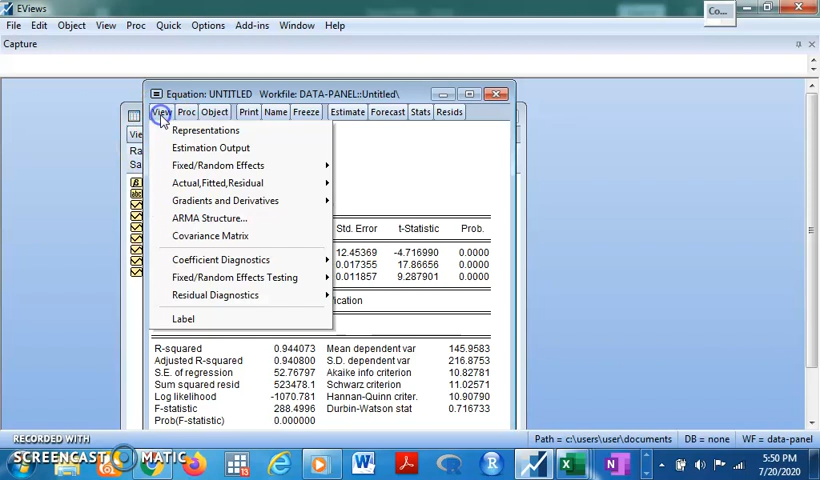 EViews
Co...
File Edit Object View Proc Quick Options Add-ins Window Help
Capture
Equation: UNTITLED Workfile: DATA-PANEL::Untitled\
View Proc Object Print Name Freeze Estimate Forecast Stats Resids
Representations
Estimation Output
Fixed/Random Effects
Actual,Fitted,Residual
Gradients and Derivatives
ARMA Structure...
Covariance Matrix
Coefficient Diagnostics
Fixed/Random Effects Testing
Residual Diagnostics
Label
Std. Error t-Statistic Prob.
12.45369 -4.716990 0.0000
0.017355 17.86656 0.0000
0.011857 9.287901 0.0000
R-squared 0.944073 Mean dependent var 145.9583
Adjusted R-squared 0.940800 S.D. dependent var 216.8753
S.E. of regression 52.76797 Akaike info criterion 10.82781
Sum squared resid 523478.1 Schwarz criterion 11.02571
Log likelihood -1070.781 Hannan-Quinn criter. 10.90790
F-statistic 288.4996 Durbin-Watson stat 0.716733
Prob(F-statistic) 0.000000
RECORDED WITH
SCREENCAST MATIC
Path = c:\users\user\documents DB = none WF = data-panel
5:50 PM
7/20/2020